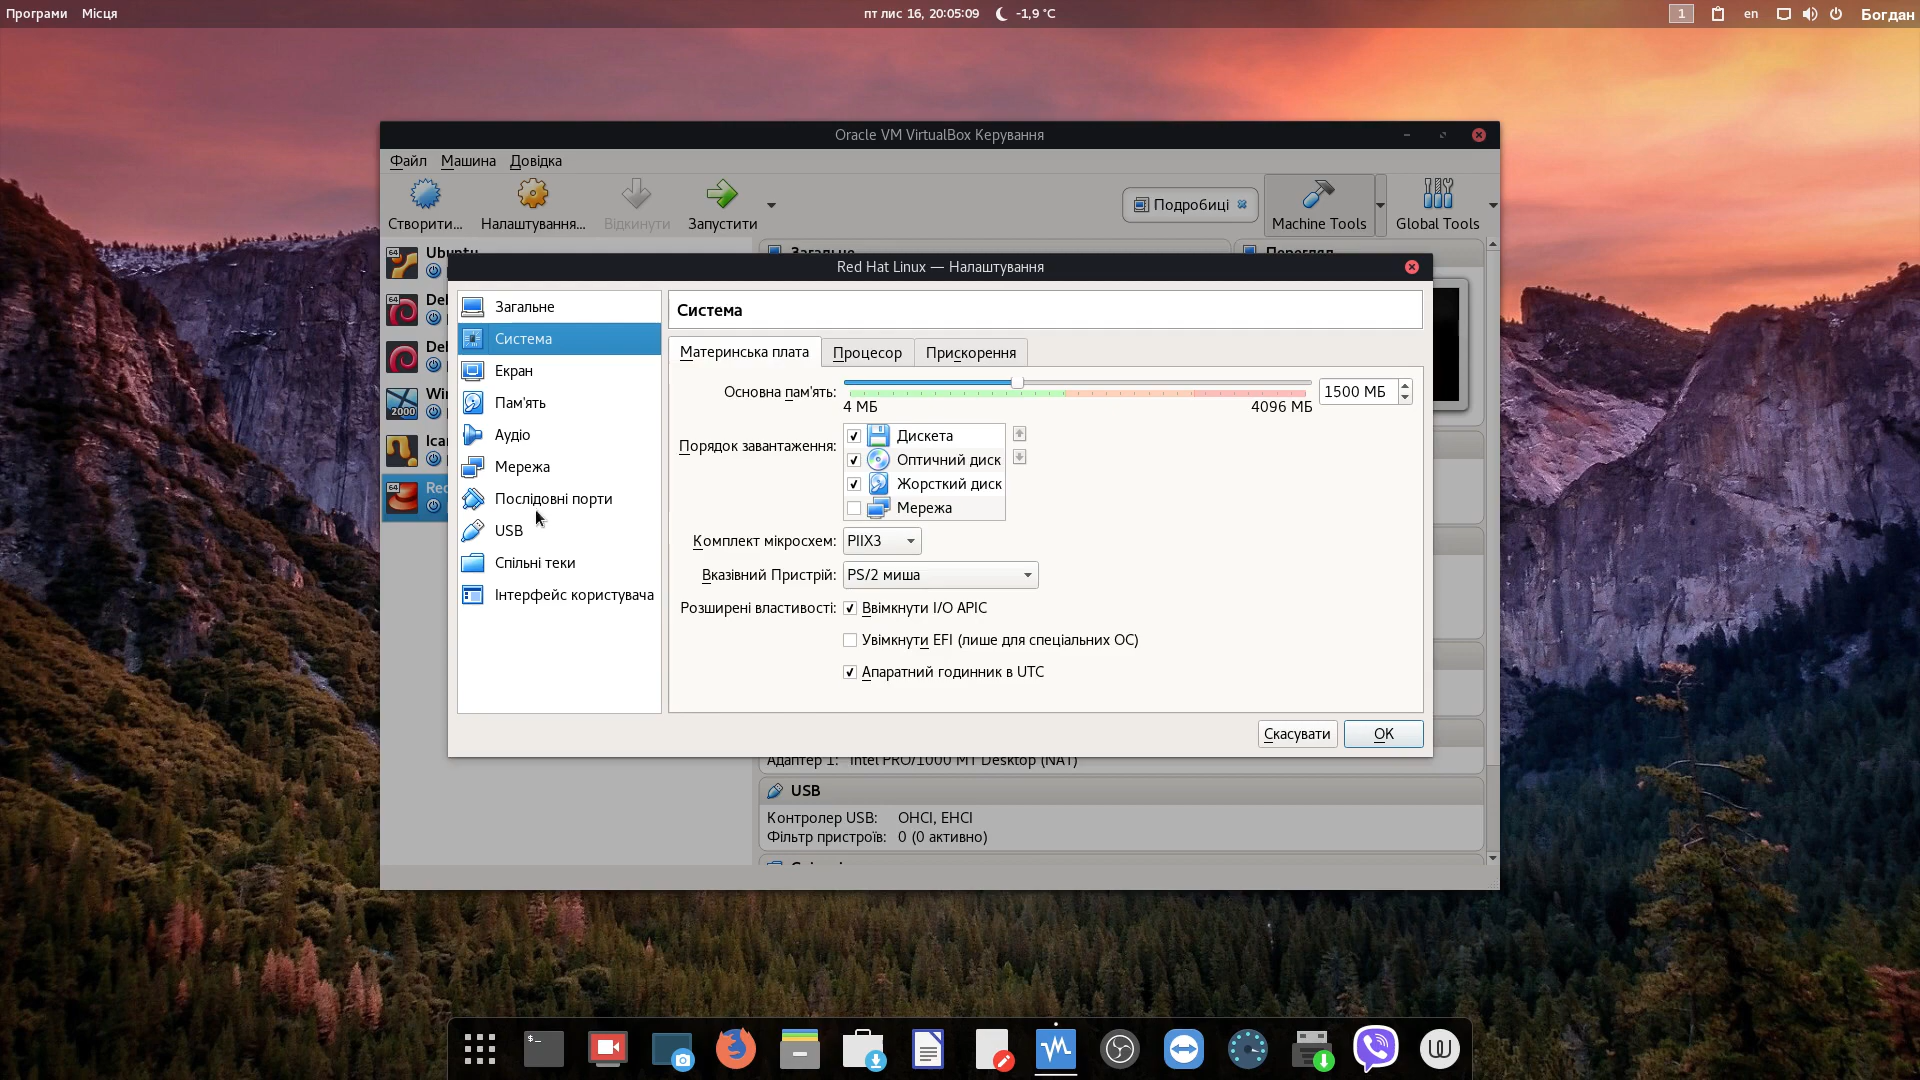 Програми Місця
пт лис 16, 20:05:09 -1,9 °C
1 en Богдан
Oracle VM VirtualBox Керування
Файл Машина Довідка
Створити... Налаштування... Відкинути Запустити
Подробиці Machine Tools Global Tools
Red Hat Linux — Налаштування
Загальне
Система
Екран
Пам'ять
Аудіо
Мережа
Послідовні порти
USB
Спільні теки
Інтерфейс користувача
Система
Материнська плата Процесор Прискорення
Основна пам'ять: 1500 МБ
4 МБ 4096 МБ
Порядок завантаження:
Дискета
Оптичний диск
Жорсткий диск
Мережа
Комплект мікросхем: PIIX3
Вказівний Пристрій: PS/2 миша
Розширені властивості: Ввімкнути I/O APIC
Увімкнути EFI (лише для спеціальних ОС)
Апаратний годинник в UTC
Скасувати OK
Адаптер 1: Intel PRO/1000 MT Desktop (NAT)
USB
Контролер USB: OHCI, EHCI
Фільтр пристроїв: 0 (0 активно)